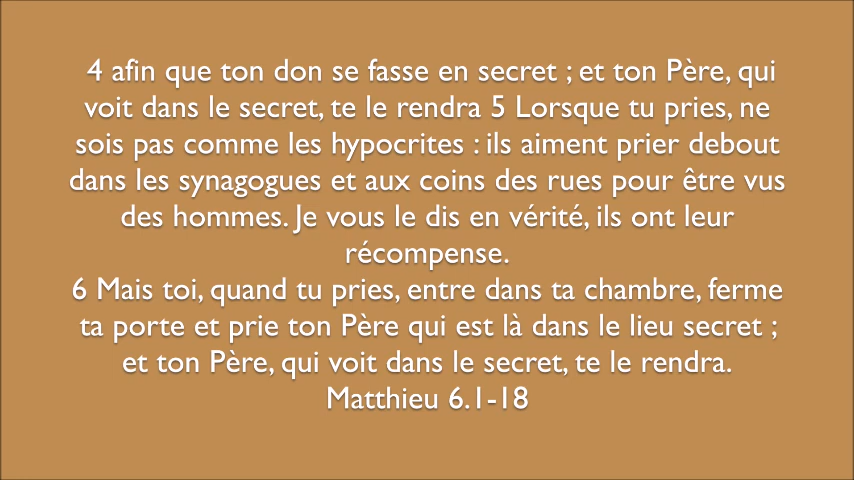 4 afin que ton don se fasse en secret ; et ton Père, qui
voit dans le secret, te le rendra 5 Lorsque tu pries, ne
sois pas comme les hypocrites : ils aiment prier debout
dans les synagogues et aux coins des rues pour être vus
des hommes. Je vous le dis en vérité, ils ont leur
récompense.
6 Mais toi, quand tu pries, entre dans ta chambre, ferme
ta porte et prie ton Père qui est là dans le lieu secret ;
et ton Père, qui voit dans le secret, te le rendra.
Matthieu 6.1-18